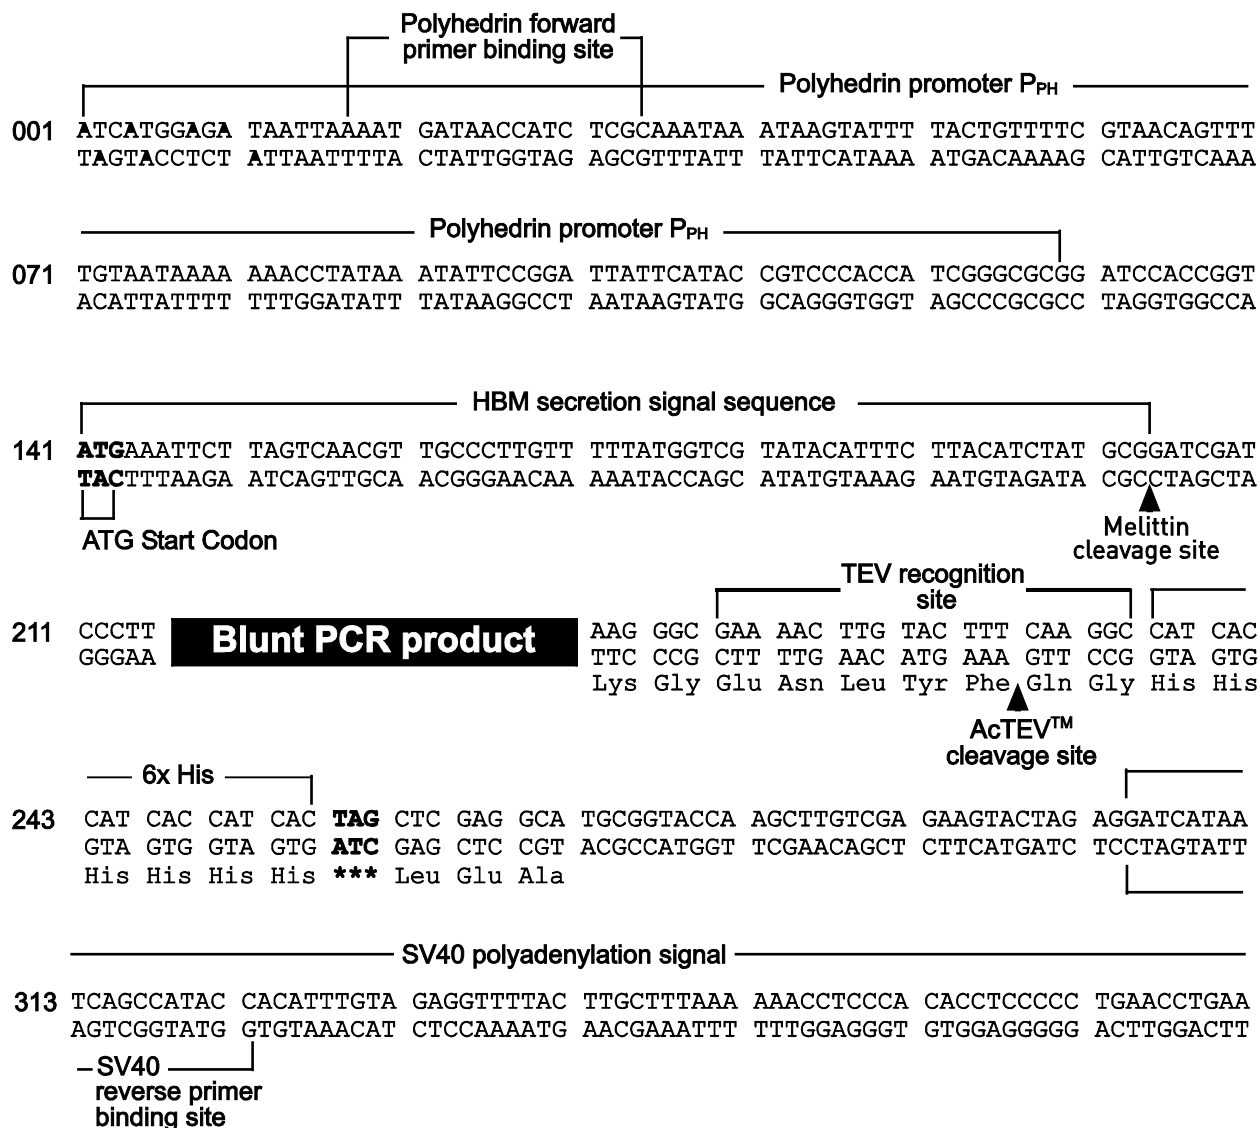 Polyhedrin forward
primer binding site
Polyhedrin promoter PPH
001 ATCATGGAGA TAATTAAAAT GATAACCATC TCGCAAATAA ATAAGTATTT TACTGTTTTC GTAACAGTTT
TAGTACCTCT ATTAATTTTA CTATTGGTAG AGCGTTTATT TATTCATAAA ATGACAAAAG CATTGTCAAA
Polyhedrin promoter PPH
071 TGTAATAAAA AAACCTATAA ATATTCCGGA TTATTCATAC CGTCCCACCA TCGGGCGCGG ATCCACCGGT
ACATTATTTT TTTGGATATT TATAAGGCCT AATAAGTATG GCAGGGTGGT AGCCCGCGCC TAGGTGGCCA
HBM secretion signal sequence
141 ATGAAATTCT TAGTCAACGT TGCCCTTGTT TTTATGGTCG TATACATTTC TTACATCTAT GCGGATCGAT
TACTTTAAGA ATCAGTTGCA ACGGGAACAA AAATACCAGC ATATGTAAAG AATGTAGATA CGCCTAGCTA
ATG Start Codon
Melittin
cleavage site
TEV recognition
site
211 CCCTT Blunt PCR product AAG GGC GAA AAC TTG TAC TTT CAA GGC CAT CAC
GGGAA TTC CCG CTT TTG AAC ATG AAA GTT CCG GTA GTG
Lys Gly Glu Asn Leu Tyr Phe Gln Gly His His
AcTEV™
cleavage site
6x His
243 CAT CAC CAT CAC TAG CTC GAG GCA TGCGGTACCA AGCTTGTCGA GAAGTACTAG AGGATCATAA
GTA GTG GTA GTG ATC GAG CTC CGT ACGCCATGGT TCGAACAGCT CTTCATGATC TCCTAGTATT
His His His His *** Leu Glu Ala
SV40 polyadenylation signal
313 TCAGCCATAC CACATTTGTA GAGGTTTTAC TTGCTTTAAA AAACCTCCCA CACCTCCCCC TGAACCTGAA
AGTCGGTATG GTGTAAACAT CTCCAAAATG AACGAAATTT TTTGGAGGGT GTGGAGGGGG ACTTGGACTT
SV40
reverse primer
binding site